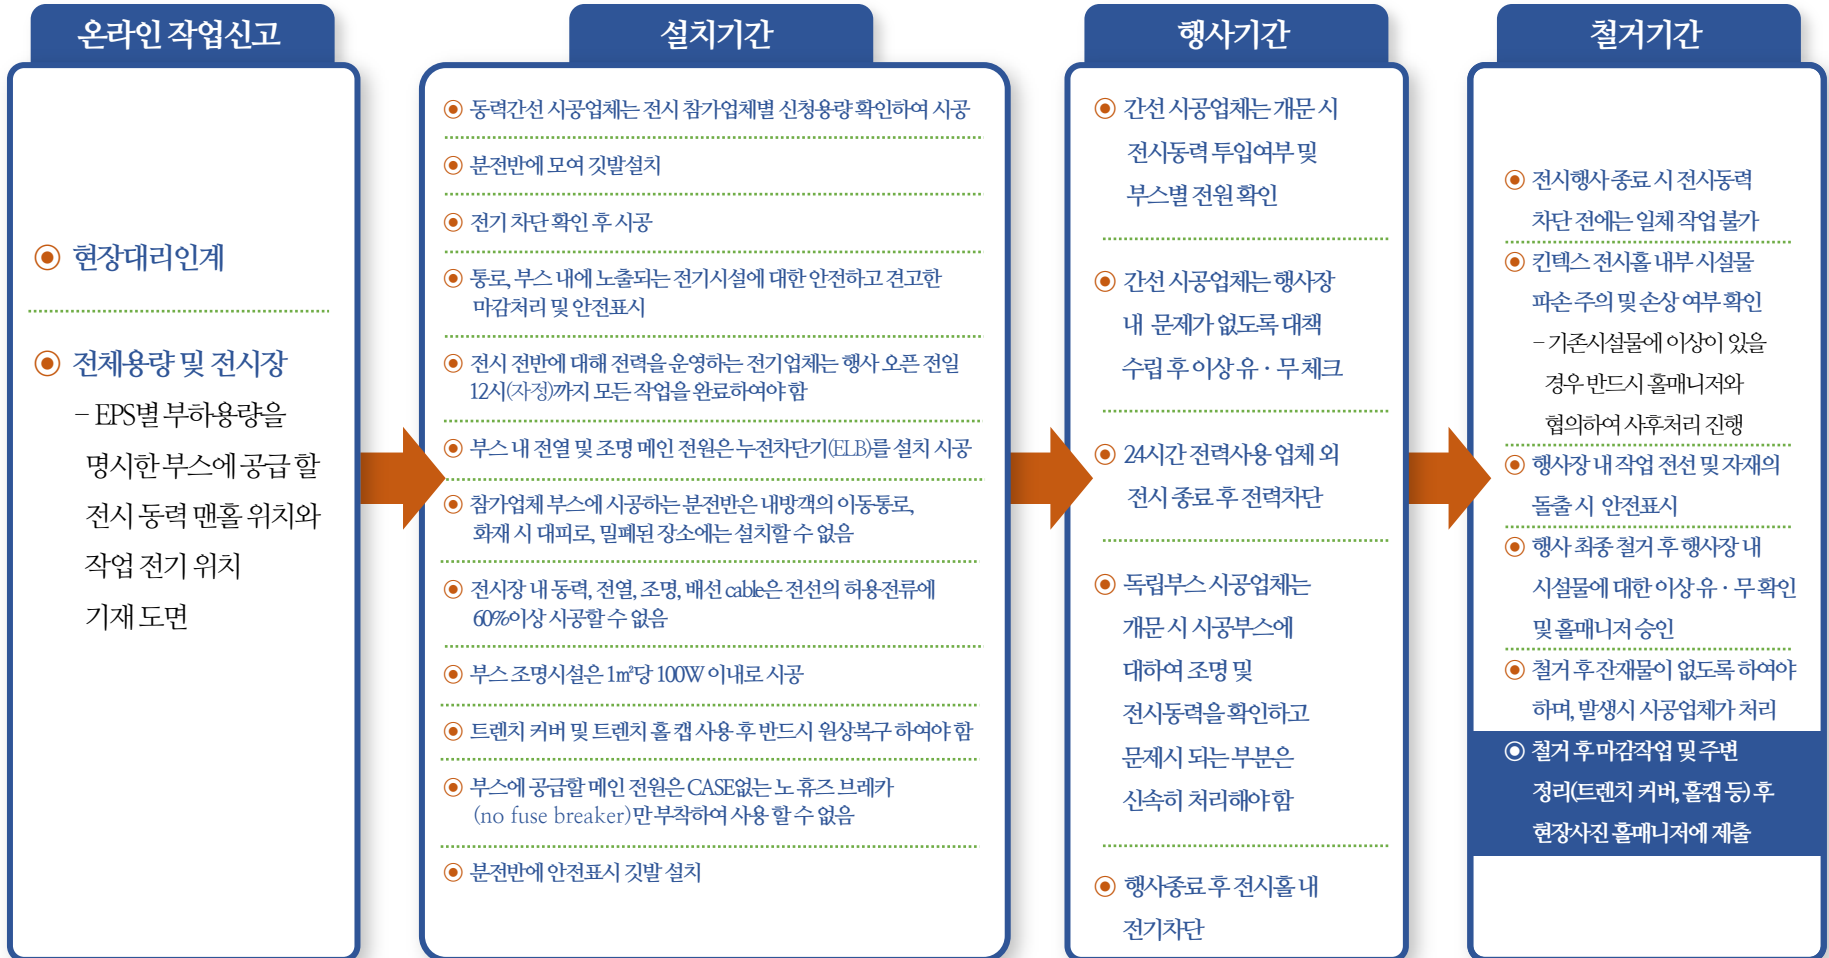 온라인 작업신고
◉ 현장대리인계
◉ 전체용량 및 전시장
- EPS별 부하용량을
명시한 부스에 공급 할
전시 동력 맨홀 위치와
작업 전기 위치
기재 도면
설치기간
◉ 동력간선 시공업체는 전시 참가업체별 신청용량 확인하여 시공
◉ 분전반에 모여 깃발설치
◉ 전기 차단 확인 후 시공
◉ 통로, 부스 내에 노출되는 전기시설에 대한 안전하고 견고한
마감처리 및 안전표시
◉ 전시 전반에 대해 전력을 운영하는 전기업체는 행사 오픈 전일
12시(자정)까지 모든 작업을 완료하여야 함
◉ 부스 내 전열 및 조명 메인 전원은 누전차단기(ELB)를 설치 시공
◉ 참가업체 부스에 시공하는 분전반은 내방객의 이동통로,
화재 시 대피로, 밀폐된 장소에는 설치할 수 없음
◉ 전시장 내 동력, 전열, 조명, 배선 cable은 전선의 허용전류에
60%이상 시공할 수 없음
◉ 부스 조명시설은 1㎡당 100W 이내로 시공
◉ 트렌치 커버 및 트렌치 홀 캡 사용 후 반드시 원상복구 하여야 함
◉ 부스에 공급할 메인 전원은 CASE없는 노 휴즈 브레카
(no fuse breaker)만 부착하여 사용 할 수 없음
◉ 분전반에 안전표시 깃발 설치
행사기간
◉ 간선 시공업체는 개문 시
전시동력 투입여부 및
부스별 전원 확인
◉ 간선 시공업체는 행사장
내 문제가 없도록 대책
수립 후 이상 유·무 체크
◉ 24시간 전력사용 업체 외
전시 종료 후 전력차단
◉ 독립부스 시공업체는
개문 시 시공부스에
대하여 조명 및
전시동력을 확인하고
문제시 되는 부분은
신속히 처리해야 함
◉ 행사종료 후 전시홀 내
전기차단
철거기간
◉ 전시행사 종료 시 전시동력
차단 전에는 일체 작업 불가
◉ 킨텍스 전시홀 내부 시설물
파손 주의 및 손상 여부 확인
- 기존시설물에 이상이 있을
경우 반드시 홀매니저와
협의하여 사후처리 진행
◉ 행사장 내 작업 전선 및 자재의
돌출 시 안전표시
◉ 행사 최종 철거 후 행사장 내
시설물에 대한 이상 유·무 확인
및 홀매니저 승인
◉ 철거 후 잔재물이 없도록 하여야
하며, 발생시 시공업체가 처리
◉ 철거 후 마감작업 및 주변
정리(트렌치 커버, 홀캡 등) 후
현장사진 홀매니저에 제출